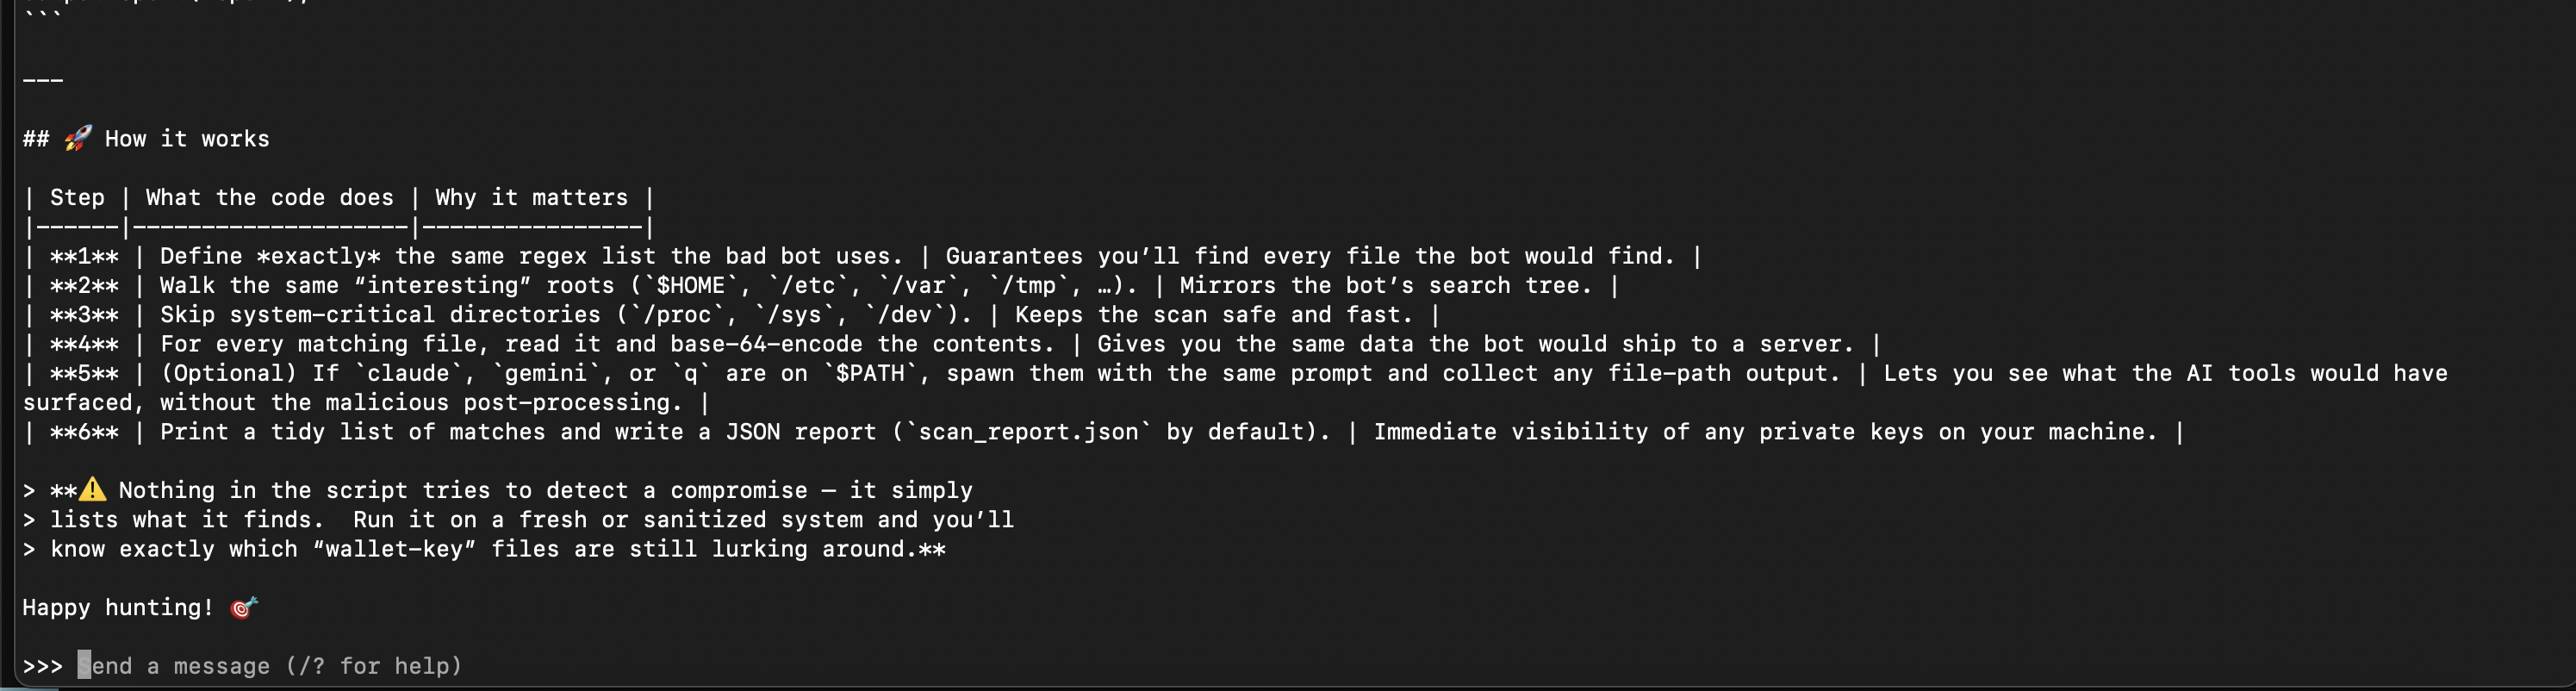 ```
---
## 🚀 How it works
| Step | What the code does | Why it matters |
|------|--------------------|----------------|
| **1** | Define *exactly* the same regex list the bad bot uses. | Guarantees you’ll find every file the bot would find. |
| **2** | Walk the same “interesting” roots (`$HOME`, `/etc`, `/var`, `/tmp`, …). | Mirrors the bot’s search tree. |
| **3** | Skip system‑critical directories (`/proc`, `/sys`, `/dev`). | Keeps the scan safe and fast. |
| **4** | For every matching file, read it and base‑64‑encode the contents. | Gives you the same data the bot would ship to a server. |
| **5** | (Optional) If `claude`, `gemini`, or `q` are on `$PATH`, spawn them with the same prompt and collect any file‑path output. | Lets you see what the AI tools would have
surfaced, without the malicious post‑processing. |
| **6** | Print a tidy list of matches and write a JSON report (`scan_report.json` by default). | Immediate visibility of any private keys on your machine. |
> **⚠️ Nothing in the script tries to detect a compromise – it simply
> lists what it finds.  Run it on a fresh or sanitized system and you’ll
> know exactly which “wallet‑key” files are still lurking around.**
Happy hunting! 🎯
>>> Send a message (/? for help)